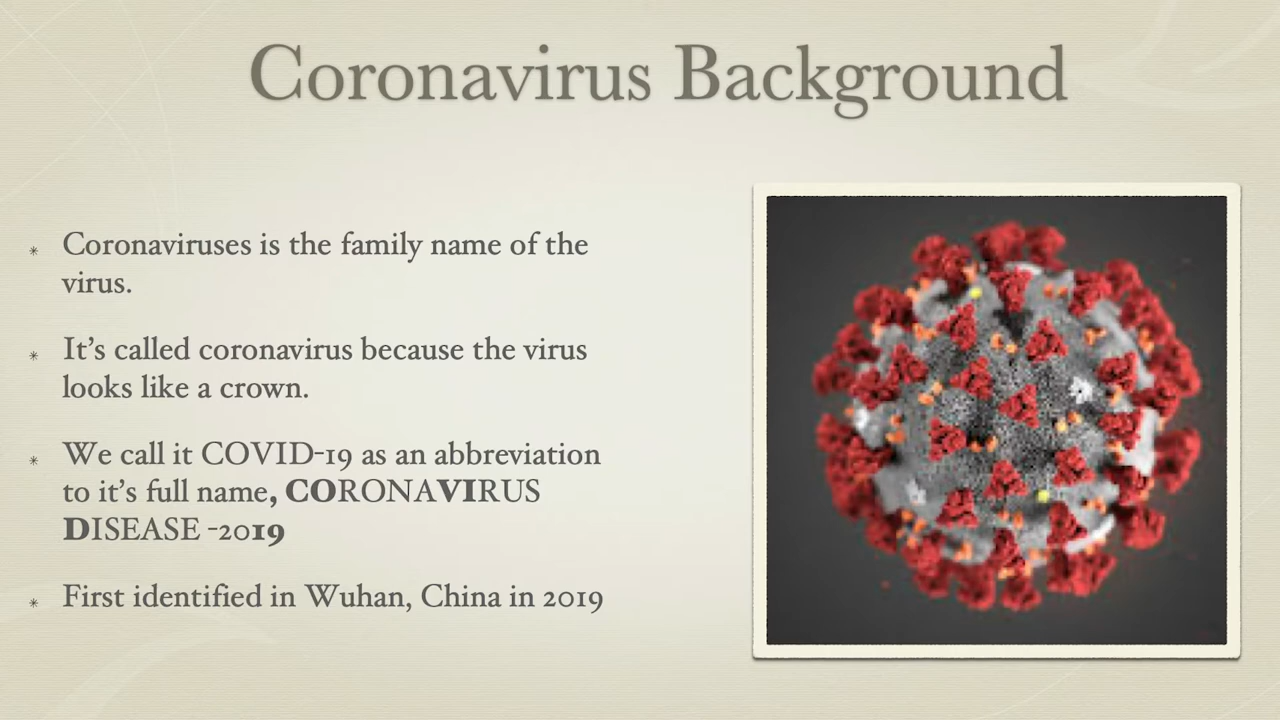 Coronavirus Background
* Coronaviruses is the family name of the
virus.
* It’s called coronavirus because the virus
looks like a crown.
* We call it COVID-19 as an abbreviation
to it’s full name, CORONAVIRUS
DISEASE -2019
* First identified in Wuhan, China in 2019